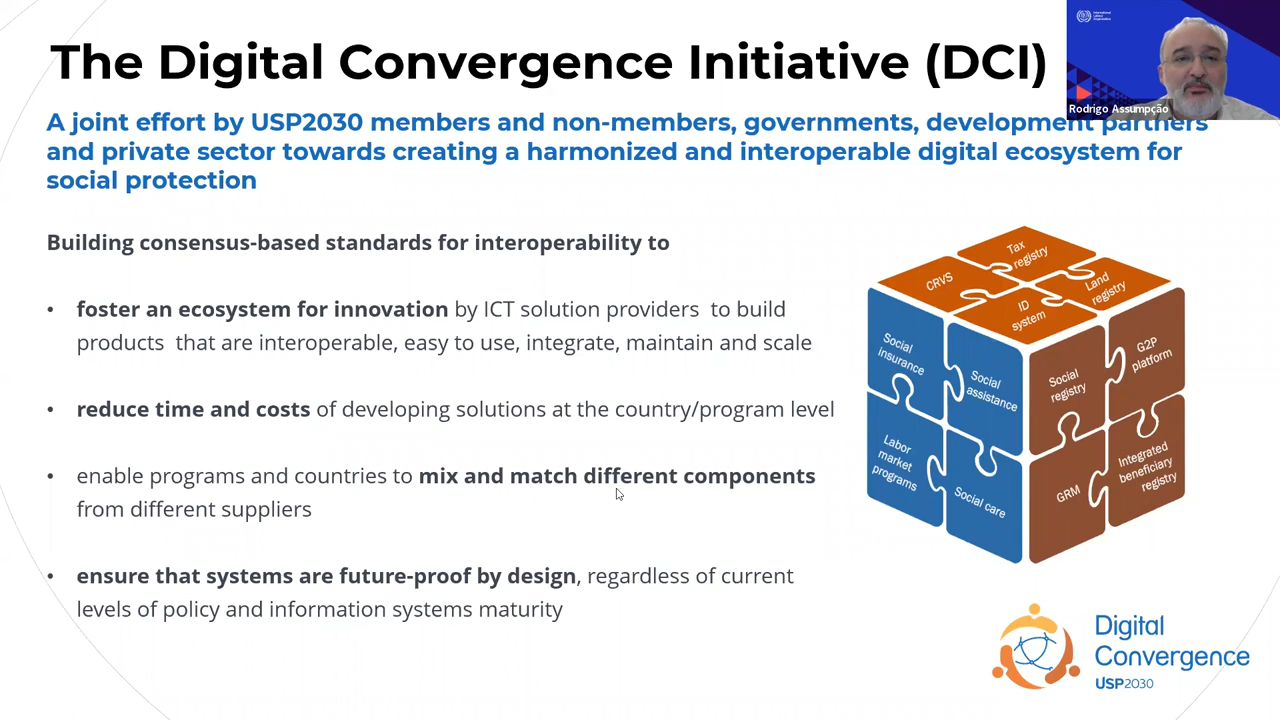 The Digital Convergence Initiative (DCI)
International
Labour
Organization
Rodrigo Assumpção
A joint effort by USP2030 members and non-members, governments, development partners
and private sector towards creating a harmonized and interoperable digital ecosystem for
social protection
Building consensus-based standards for interoperability to
• foster an ecosystem for innovation by ICT solution providers to build
products that are interoperable, easy to use, integrate, maintain and scale
• reduce time and costs of developing solutions at the country/program level
• enable programs and countries to mix and match different components
from different suppliers
• ensure that systems are future-proof by design, regardless of current
levels of policy and information systems maturity
Tax
registry
CRVS
Land
registry
ID
system
Social
insurance
Social
assistance
Labor
market
programs
Social care
Social
registry
G2P
platform
GRM
Integrated
beneficiary
registry
Digital
Convergence
USP2030